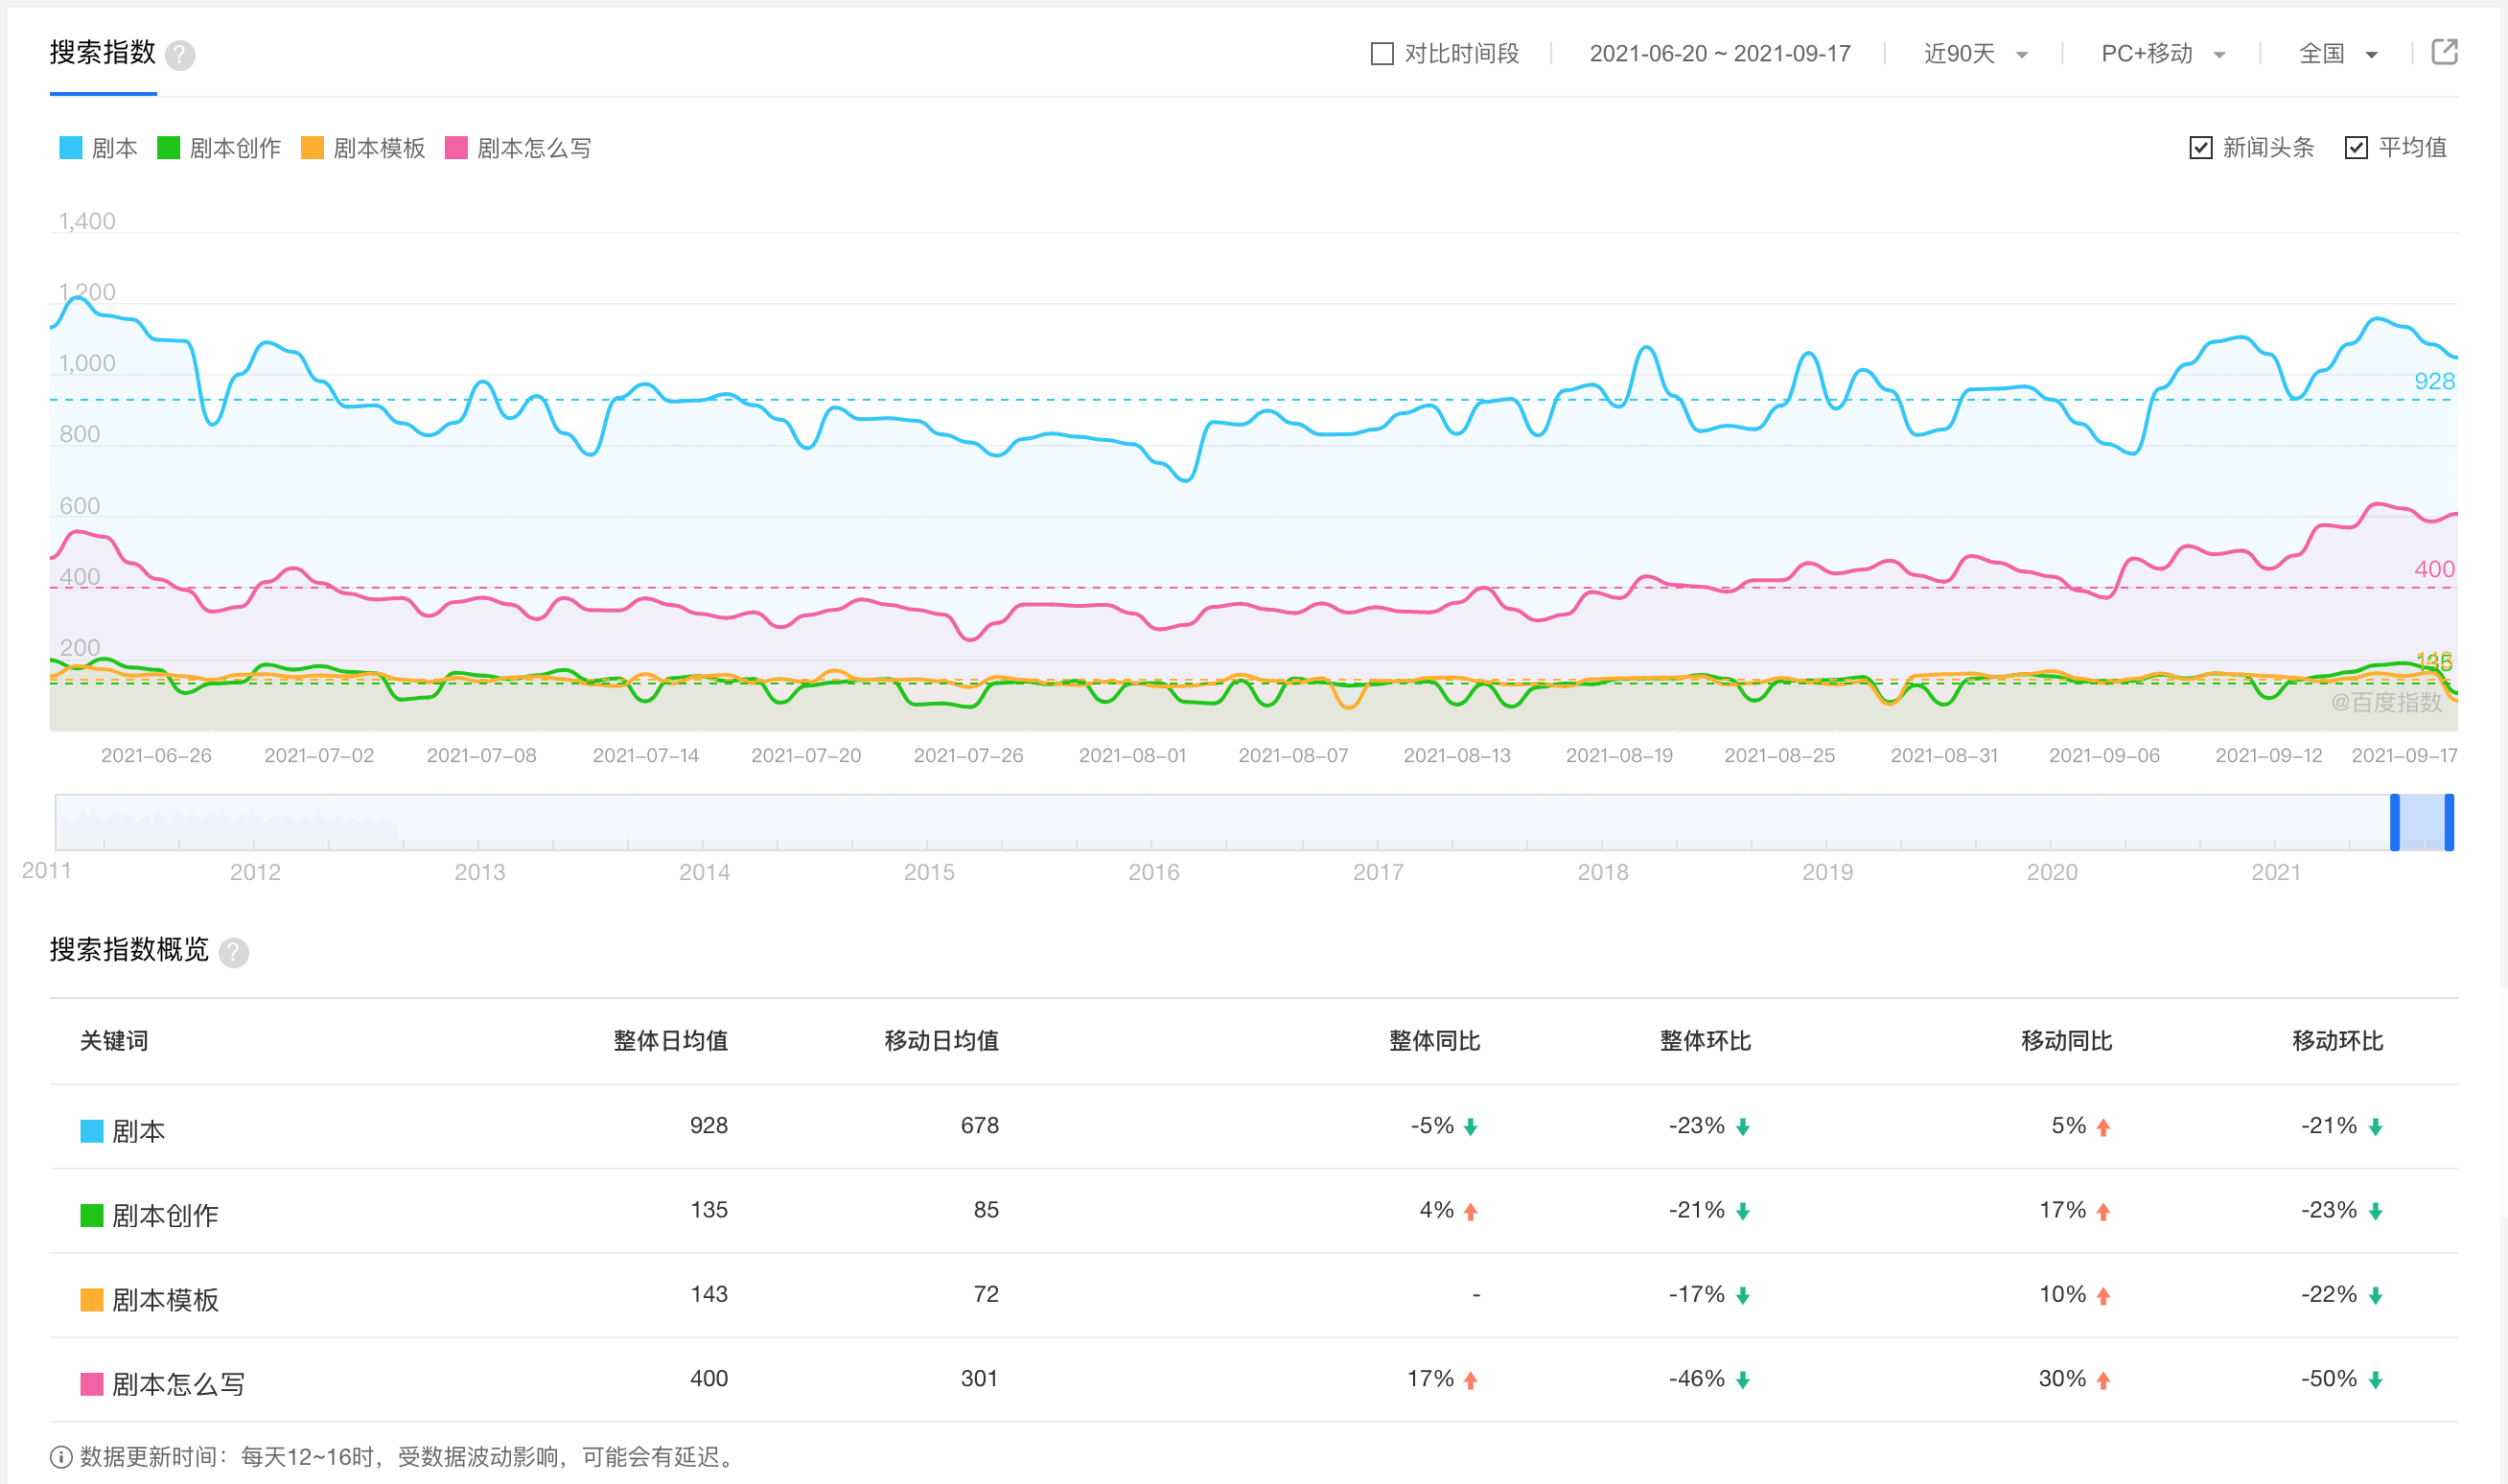 搜索指数 ?
对比时间段 2021-06-20 ~ 2021-09-17 近90天 PC+移动 全国
剧本 剧本创作 剧本模板 剧本怎么写
新闻头条 平均值
1,400
1,200
1,000
928
800
600
400
400
200
143
135
@百度指数
2021-06-26 2021-07-02 2021-07-08 2021-07-14 2021-07-20 2021-07-26 2021-08-01 2021-08-07 2021-08-13 2021-08-19 2021-08-25 2021-08-31 2021-09-06 2021-09-12 2021-09-17
2011 2012 2013 2014 2015 2016 2017 2018 2019 2020 2021
搜索指数概览 ?
关键词 整体日均值 移动日均值 整体同比 整体环比 移动同比 移动环比
剧本 928 678 -5% -23% 5% -21%
剧本创作 135 85 4% -21% 17% -23%
剧本模板 143 72 - -17% 10% -22%
剧本怎么写 400 301 17% -46% 30% -50%
数据更新时间：每天12~16时，受数据波动影响，可能会有延迟。